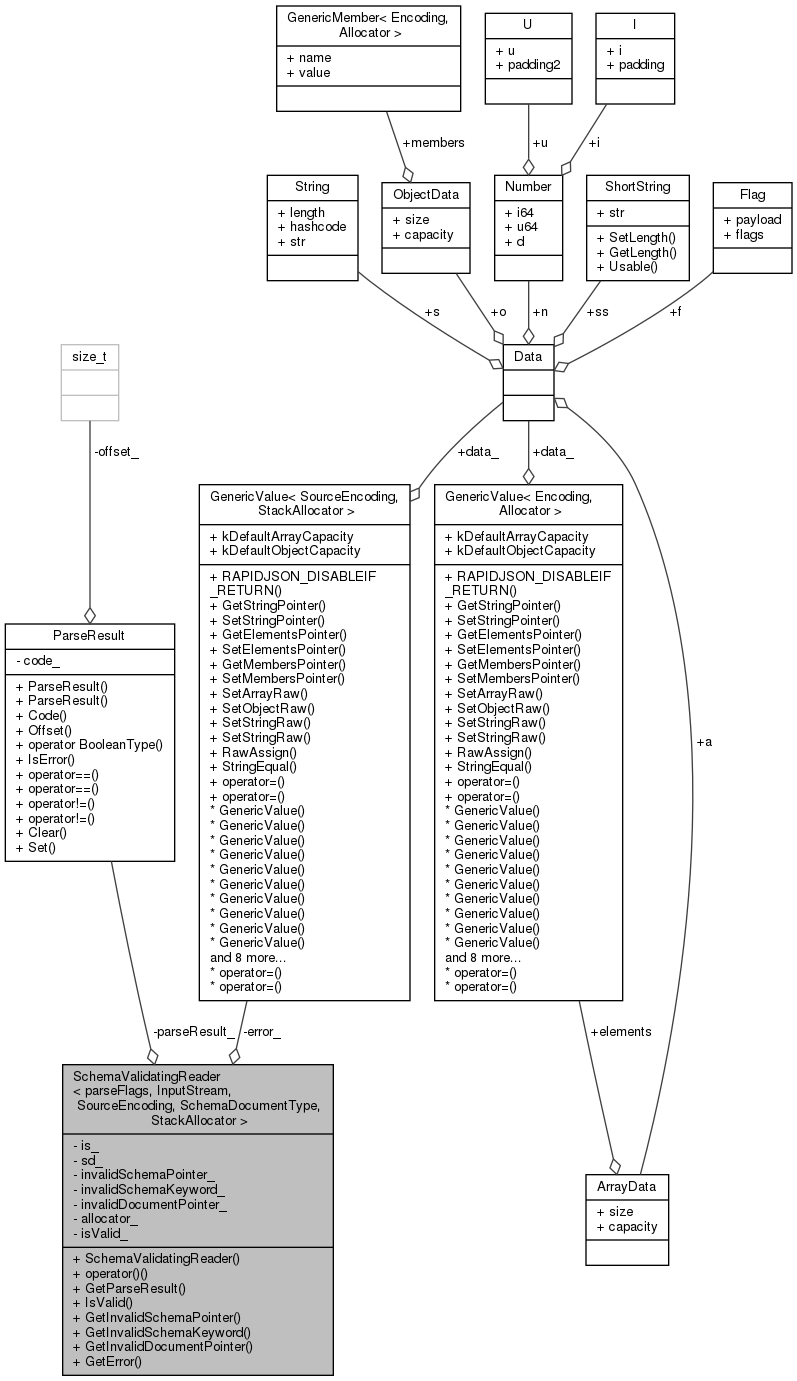 GenericMember< Encoding,
Allocator >
+ name
+ value
U
+ u
+ padding2
I
+ i
+ padding
+members
+u
+i
String
+ length
+ hashcode
+ str
ObjectData
+ size
+ capacity
Number
+ i64
+ u64
+ d
ShortString
+ str
+ SetLength()
+ GetLength()
+ Usable()
Flag
+ payload
+ flags
+s
+o
+n
+ss
+f
size_t
Data
-offset_
+data_
+data_
+a
GenericValue< SourceEncoding,
StackAllocator >
+ kDefaultArrayCapacity
+ kDefaultObjectCapacity
+ RAPIDJSON_DISABLEIF
_RETURN()
+ GetStringPointer()
+ SetStringPointer()
+ GetElementsPointer()
+ SetElementsPointer()
+ GetMembersPointer()
+ SetMembersPointer()
+ SetArrayRaw()
+ SetObjectRaw()
+ SetStringRaw()
+ SetStringRaw()
+ RawAssign()
+ StringEqual()
+ operator=()
+ operator=()
* GenericValue()
* GenericValue()
* GenericValue()
* GenericValue()
* GenericValue()
* GenericValue()
* GenericValue()
* GenericValue()
* GenericValue()
* GenericValue()
and 8 more...
* operator=()
* operator=()
GenericValue< Encoding,
Allocator >
+ kDefaultArrayCapacity
+ kDefaultObjectCapacity
+ RAPIDJSON_DISABLEIF
_RETURN()
+ GetStringPointer()
+ SetStringPointer()
+ GetElementsPointer()
+ SetElementsPointer()
+ GetMembersPointer()
+ SetMembersPointer()
+ SetArrayRaw()
+ SetObjectRaw()
+ SetStringRaw()
+ SetStringRaw()
+ RawAssign()
+ StringEqual()
+ operator=()
+ operator=()
* GenericValue()
* GenericValue()
* GenericValue()
* GenericValue()
* GenericValue()
* GenericValue()
* GenericValue()
* GenericValue()
* GenericValue()
* GenericValue()
and 8 more...
* operator=()
* operator=()
ParseResult
- code_
+ ParseResult()
+ ParseResult()
+ Code()
+ Offset()
+ operator BooleanType()
+ IsError()
+ operator==()
+ operator==()
+ operator!=()
+ operator!=()
+ Clear()
+ Set()
-parseResult_
-error_
+elements
SchemaValidatingReader
< parseFlags, InputStream,
SourceEncoding, SchemaDocumentType,
StackAllocator >
- is_
- sd_
- invalidSchemaPointer_
- invalidSchemaKeyword_
- invalidDocumentPointer_
- allocator_
- isValid_
+ SchemaValidatingReader()
+ operator()()
+ GetParseResult()
+ IsValid()
+ GetInvalidSchemaPointer()
+ GetInvalidSchemaKeyword()
+ GetInvalidDocumentPointer()
+ GetError()
ArrayData
+ size
+ capacity